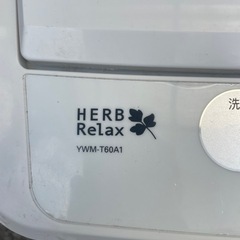 HERB
Relax
YWM-T60A1
洗